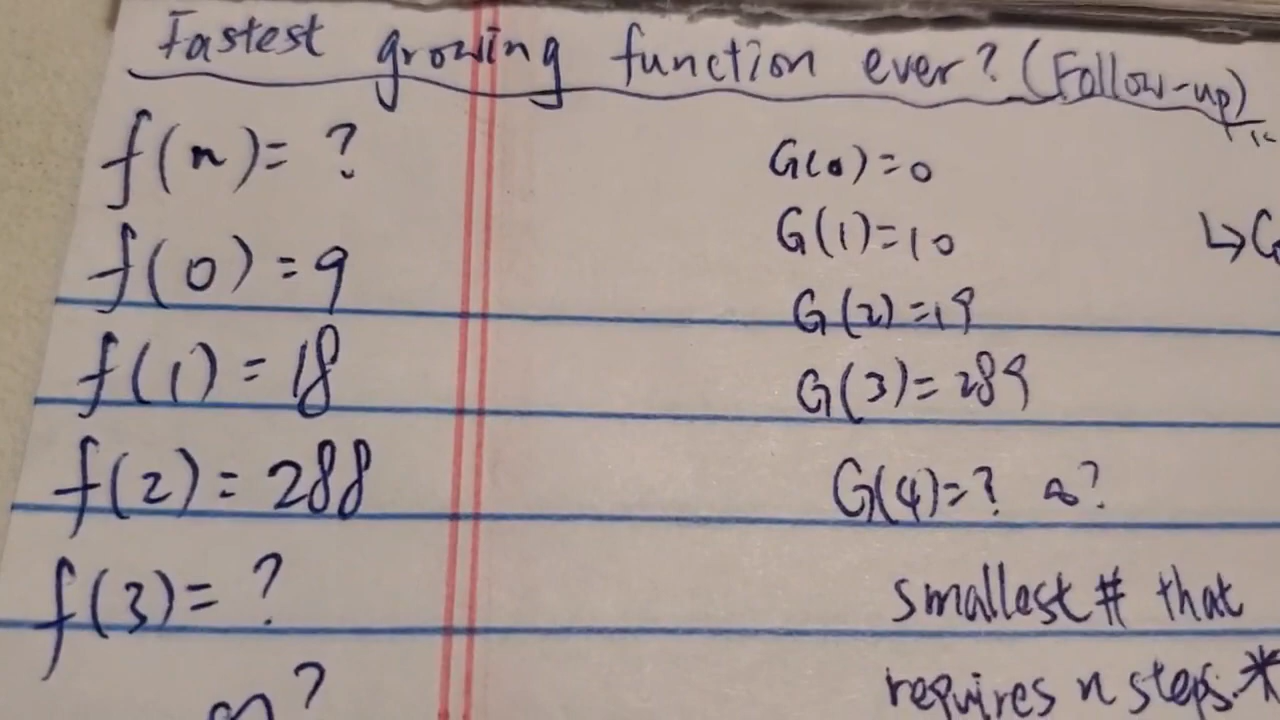 Fastest growing function ever? (Follow-up)
f(n) = ?
f(0) = 9
f(1) = 18
f(2) = 288
f(3) = ?
∞?
G(0) = 0
G(1) = 10
G(2) = 19
G(3) = 289
G(4) = ? ∞?
smallest # that
requires n steps.*
↳ G